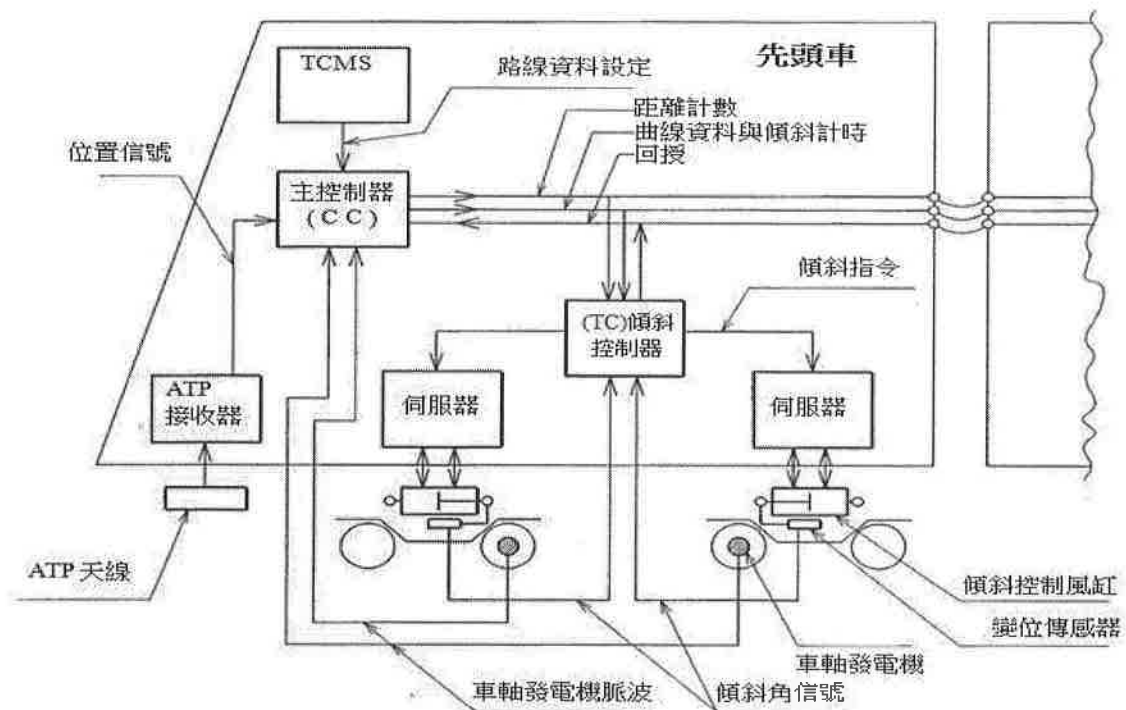 TCMS
路線資料設定
先頭車
距離計數
曲線資料與傾斜計時
回授
位置信號
主控制器
(CC)
傾斜指令
(TC)傾斜
控制器
ATP
接收器
伺服器
伺服器
ATP 天線
傾斜控制風缸
變位傳感器
車軸發電機
車軸發電機脈波
傾斜角信號